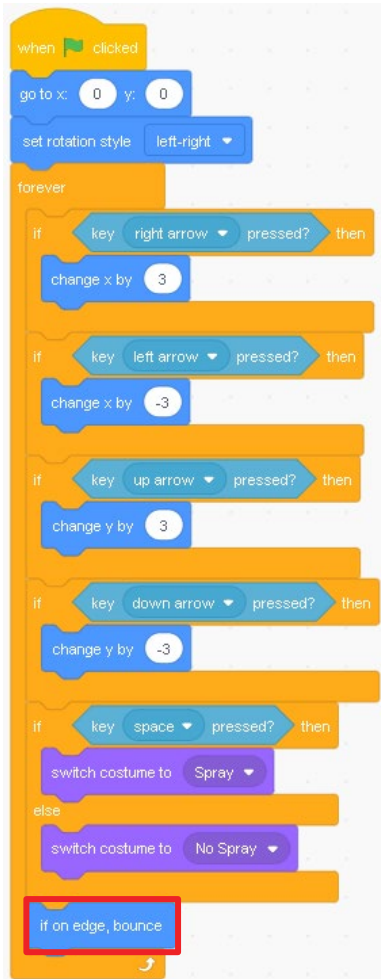 when clicked
go to x: 0 y: 0
set rotation style left-right
forever
if key right arrow pressed? then
change x by 3
if key left arrow pressed? then
change x by -3
if key up arrow pressed? then
change y by 3
if key down arrow pressed? then
change y by -3
if key space pressed? then
switch costume to Spray
else
switch costume to No Spray
if on edge, bounce